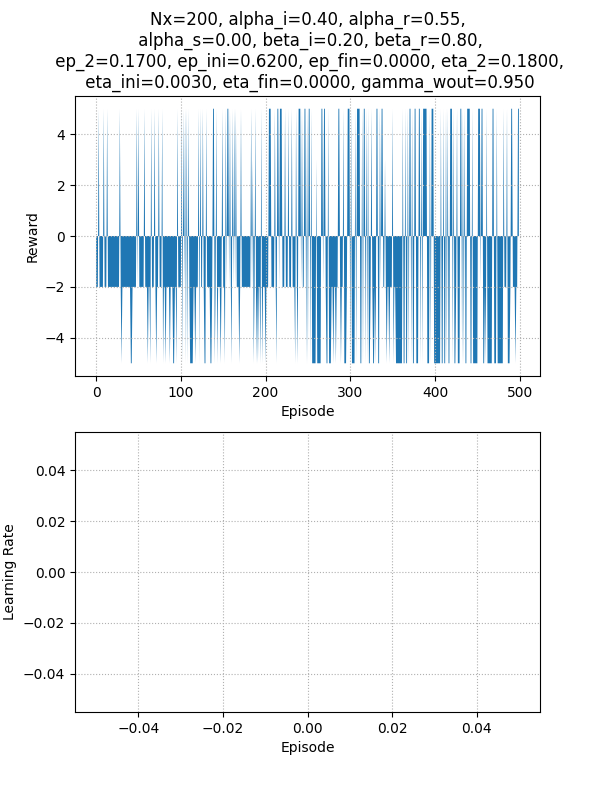 Nx=200, alpha_i=0.40, alpha_r=0.55,
alpha_s=0.00, beta_i=0.20, beta_r=0.80,
ep_2=0.1700, ep_ini=0.6200, ep_fin=0.0000, eta_2=0.1800,
eta_ini=0.0030, eta_fin=0.0000, gamma_wout=0.950
4
2
0
−2
−4
Reward
0 100 200 300 400 500
Episode
0.04
0.02
0.00
−0.02
−0.04
Learning Rate
−0.04 −0.02 0.00 0.02 0.04
Episode